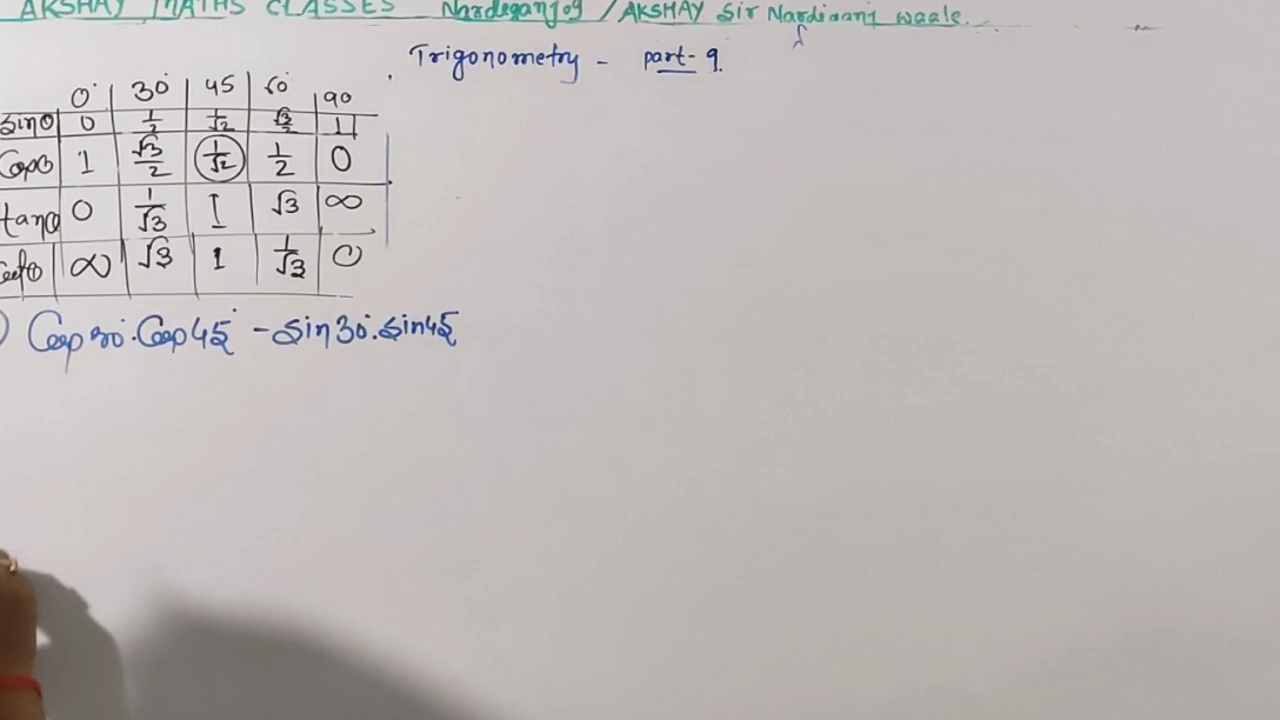 AKSHAY MATHS CLASSES Nardeganjog / AKSHAY Sir Nardiganj waale.
Trigonometry - part- 9.
0° 30° 45 60° 90
sinθ 0 1/2 1/√2 √3/2 1
Cosθ 1 √3/2 1/√2 1/2 0
tanθ 0 1/√3 1 √3 ∞
Cotθ ∞ √3 1 1/√3 0
) Cos30°.Cos45° - Sin30°.Sin45°